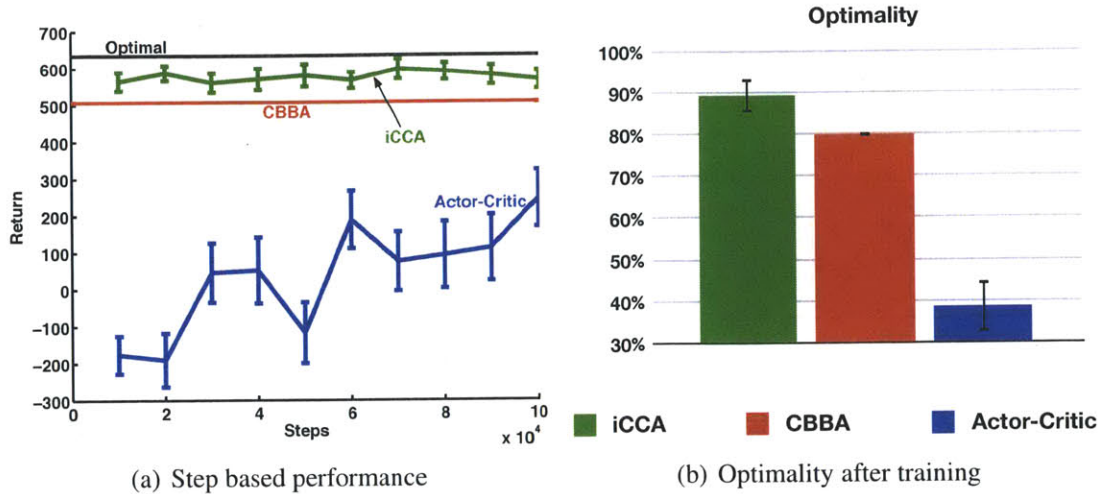 700
600
500
400
300
200
100
0
−100
−200
−300
Return
Optimal
CBBA
iCCA
Actor-Critic
0 2 4 6 8 10
Steps
x 10^4
(a) Step based performance
Optimality
100%
90%
80%
70%
60%
50%
40%
30%
iCCA CBBA Actor-Critic
(b) Optimality after training